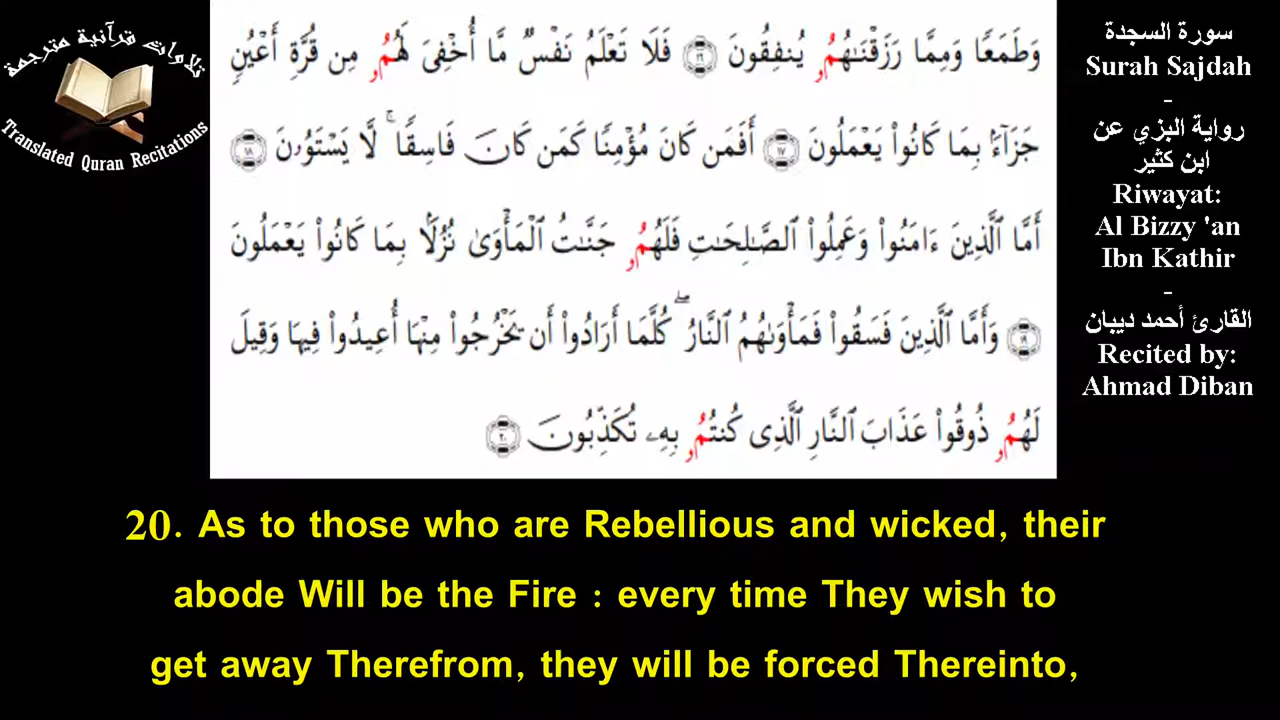 تلاوات قرآنية مترجمة
Translated Quran Recitations
وَطَمَعًا وَمِمَّا رَزَقْنَٰهُمُۥ يُنفِقُونَ ١٦ فَلَا تَعْلَمُ نَفْسٌ مَّآ أُخْفِىَ لَهُمُۥ مِن قُرَّةِ أَعْيُنٍ
جَزَآءًۢ بِمَا كَانُوا۟ يَعْمَلُونَ ١٧ أَفَمَن كَانَ مُؤْمِنًا كَمَن كَانَ فَاسِقًا ۚ لَّا يَسْتَوُۥنَ ١٨
أَمَّا ٱلَّذِينَ ءَامَنُوا۟ وَعَمِلُوا۟ ٱلصَّٰلِحَٰتِ فَلَهُمُۥ جَنَّٰتُ ٱلْمَأْوَىٰ نُزُلًۢا بِمَا كَانُوا۟ يَعْمَلُونَ
١٩ وَأَمَّا ٱلَّذِينَ فَسَقُوا۟ فَمَأْوَىٰهُمُ ٱلنَّارُ ۖ كُلَّمَآ أَرَادُوٓا۟ أَن يَخْرُجُوا۟ مِنْهَآ أُعِيدُوا۟ فِيهَا وَقِيلَ
لَهُمُۥ ذُوقُوا۟ عَذَابَ ٱلنَّارِ ٱلَّذِى كُنتُمُۥ بِهِۦ تُكَذِّبُونَ ٢٠
سورة السجدة
Surah Sajdah
-
رواية البزي عن
ابن كثير
Riwayat:
Al Bizzy 'an
Ibn Kathir
-
القارئ أحمد ديبان
Recited by:
Ahmad Diban
20. As to those who are Rebellious and wicked, their
abode Will be the Fire : every time They wish to
get away Therefrom, they will be forced Thereinto,